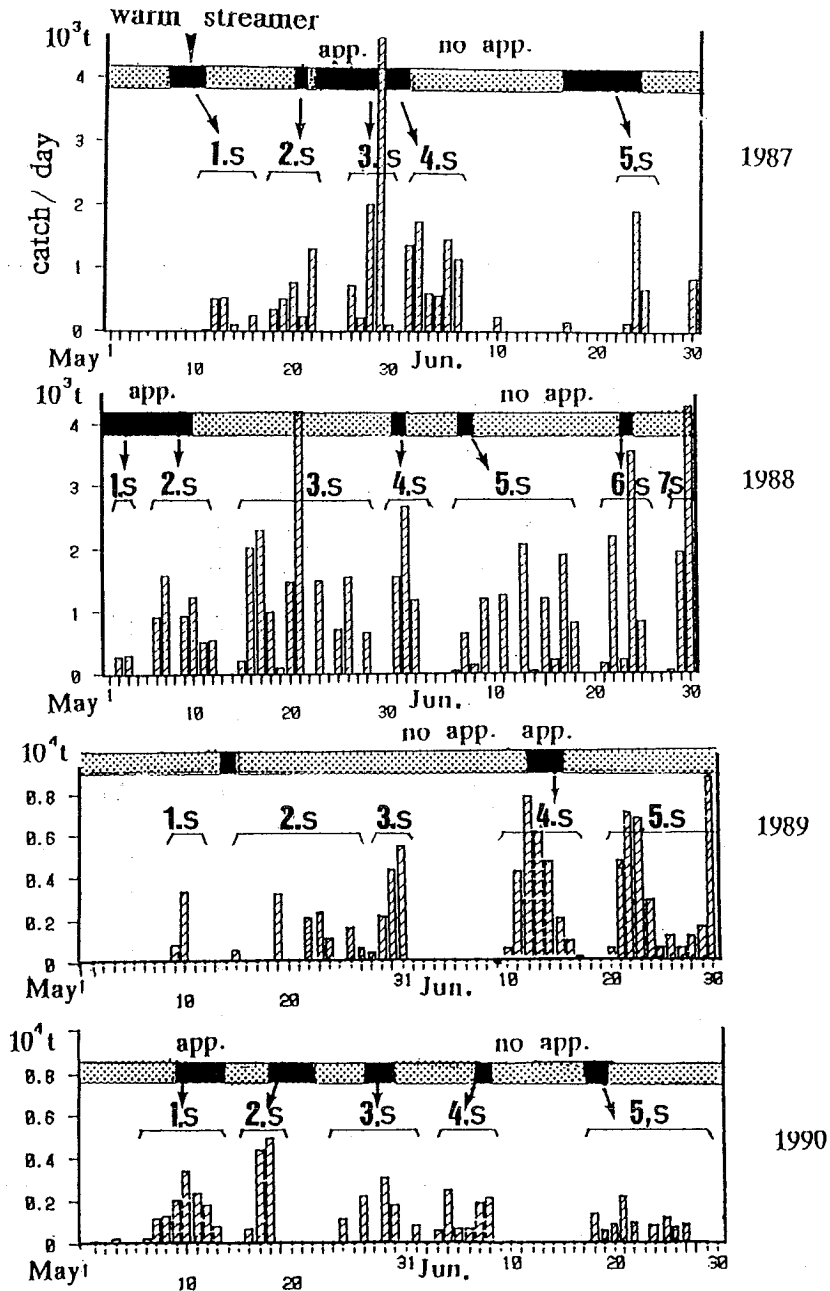 warm streamer
10³t
app. no app.
4
3
2
1
0
catch/ day
1.s 2.s 3.s 4.s 5.s
1987
May 1 10 20 30 Jun. 10 20 30
10³t
app. no app.
4
3
2
1
0
1.s 2.s 3.s 4.s 5.s 6.s 7.s
1988
May 1 10 20 30 Jun. 10 20 30
no app. app.
10⁴t
0.8
0.6
0.4
0.2
0
1.s 2.s 3.s 4.s 5.s
1989
May 1 10 20 31 Jun. 10 20 30
10⁴t
app. no app.
0.8
0.6
0.4
0.2
0
1.s 2.s 3.s 4.s 5,s
1990
May 1 10 20 31 Jun. 10 20 30